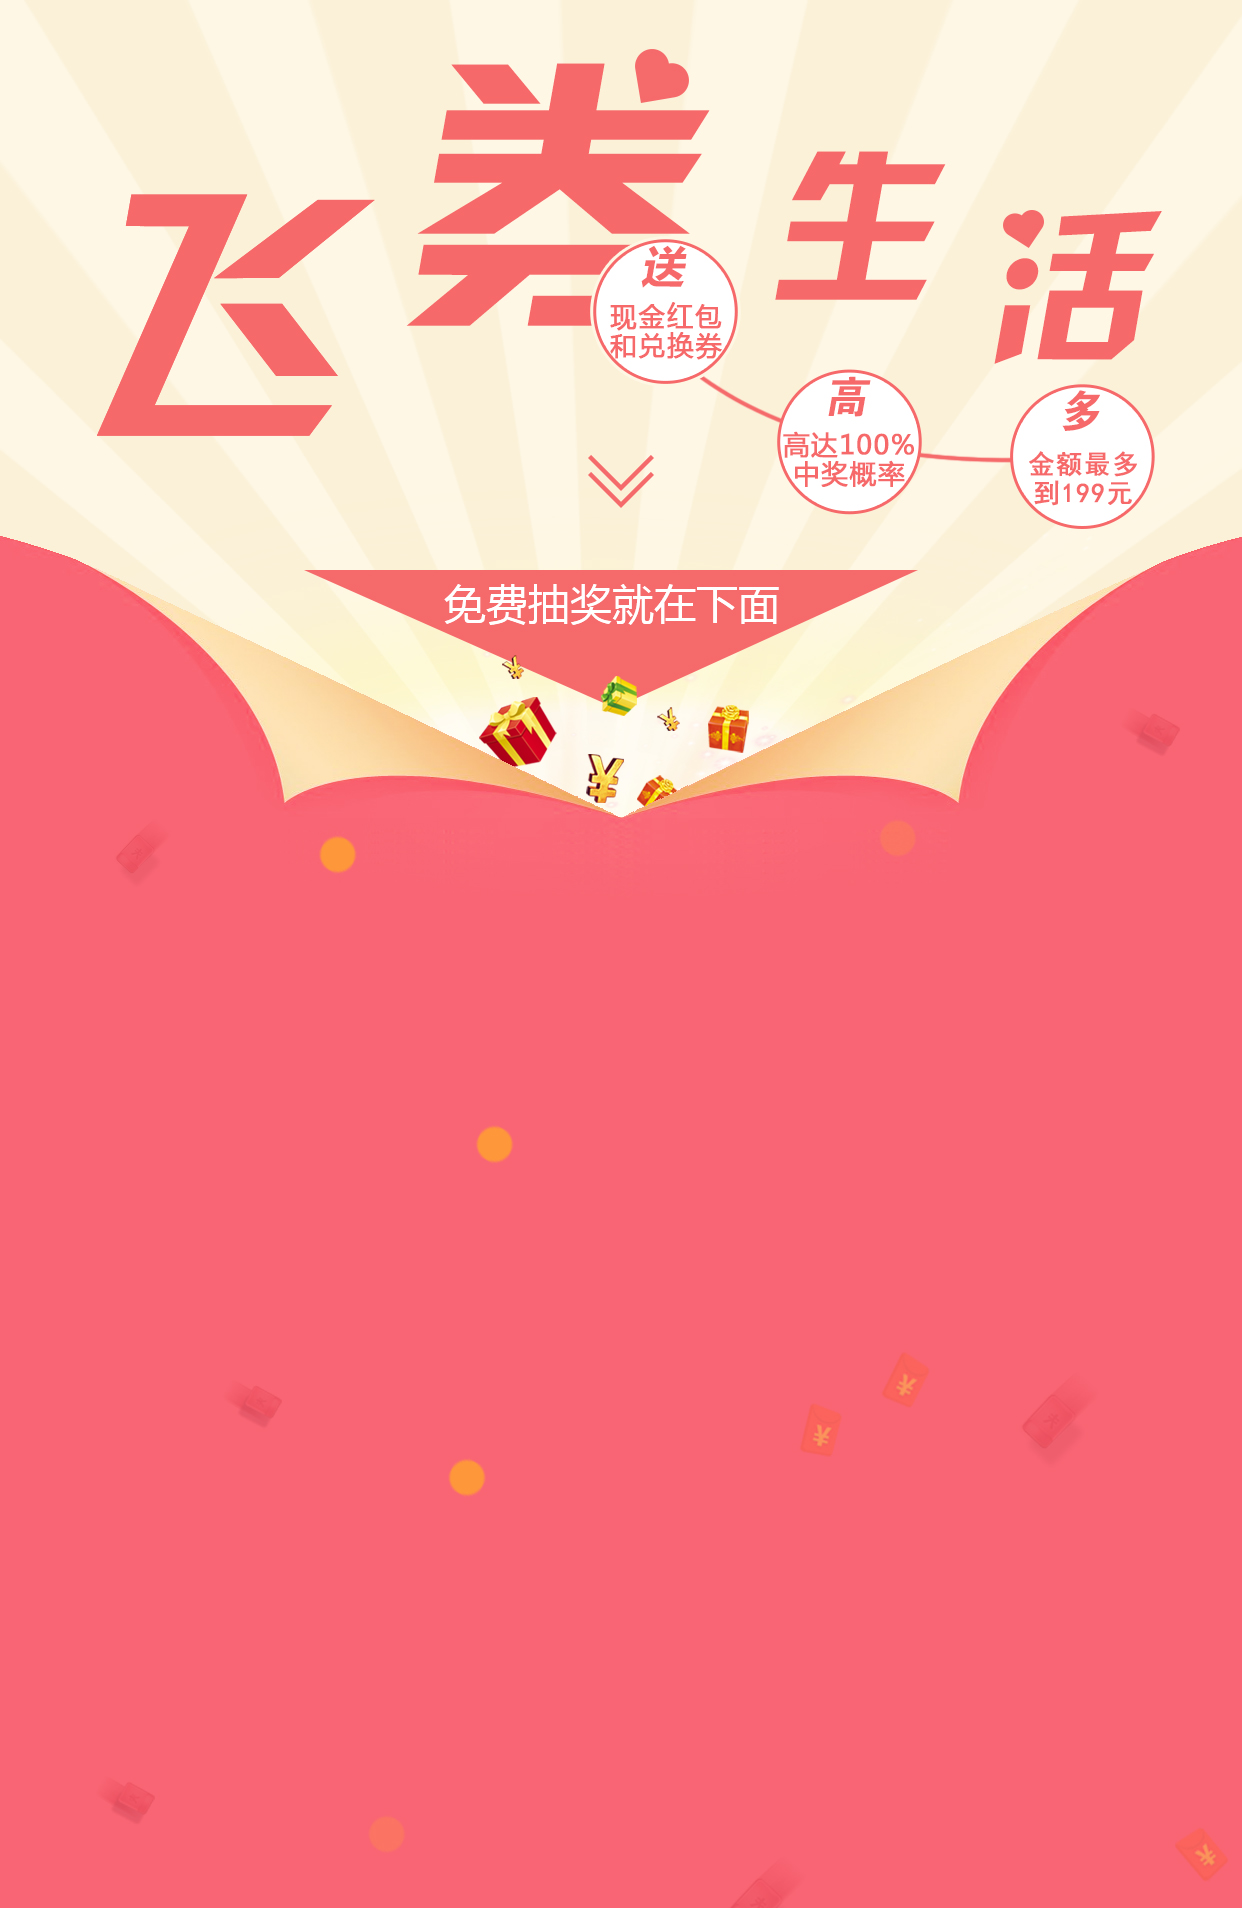 飞券生活
送
现金红包
和兑换券
高
高达100%
中奖概率
多
金额最多
到199元
免费抽奖就在下面